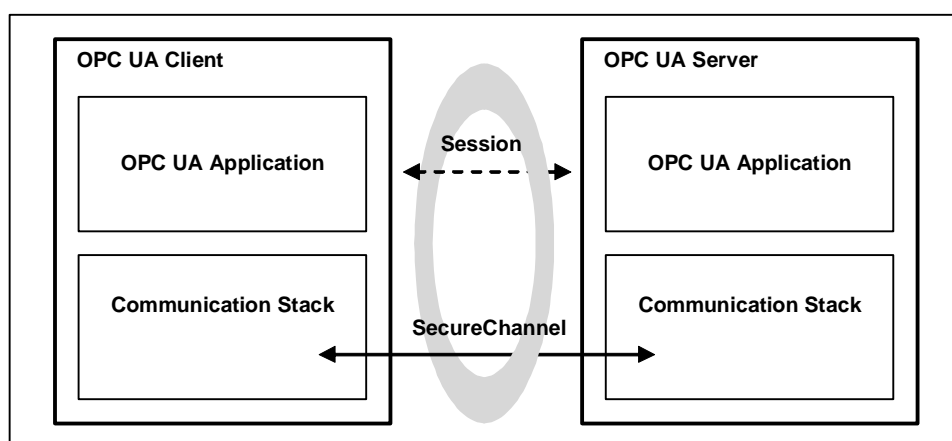 OPC UA Client
OPC UA Server
OPC UA Application
Session
OPC UA Application
Communication Stack
Communication Stack
SecureChannel